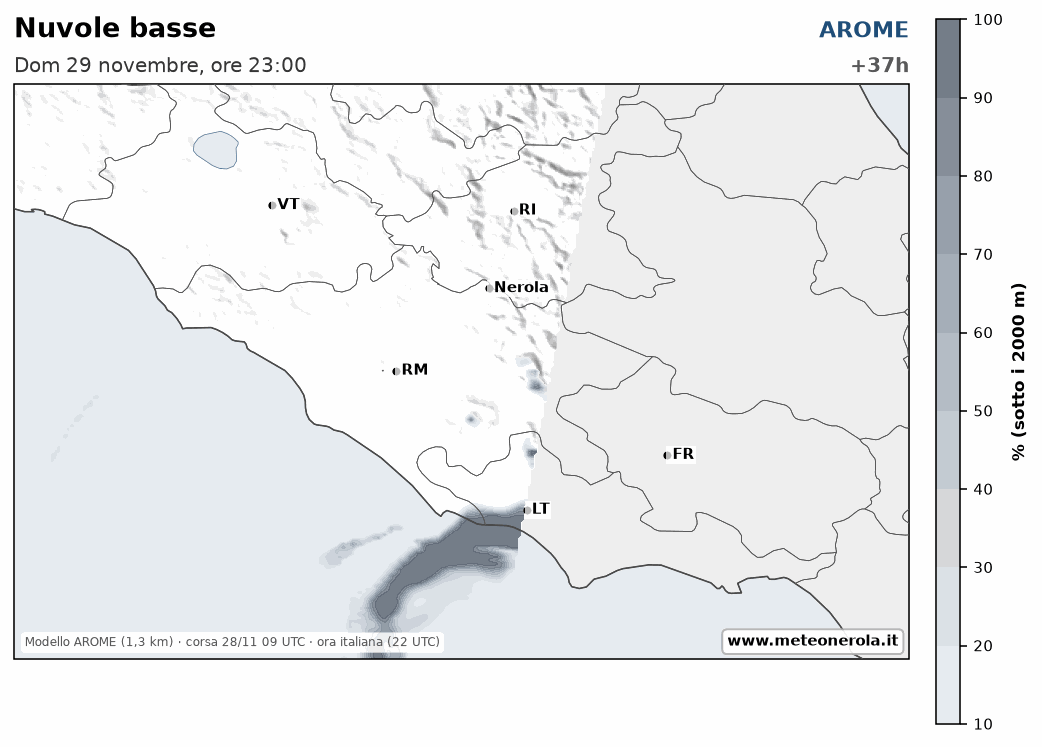 Nuvole basse
AROME
Dom 29 novembre, ore 23:00
+37h
VT
RI
Nerola
RM
FR
LT
Modello AROME (1,3 km) · corsa 28/11 09 UTC · ora italiana (22 UTC)
www.meteonerola.it
100
90
80
70
60
50
40
30
20
10
% (sotto i 2000 m)